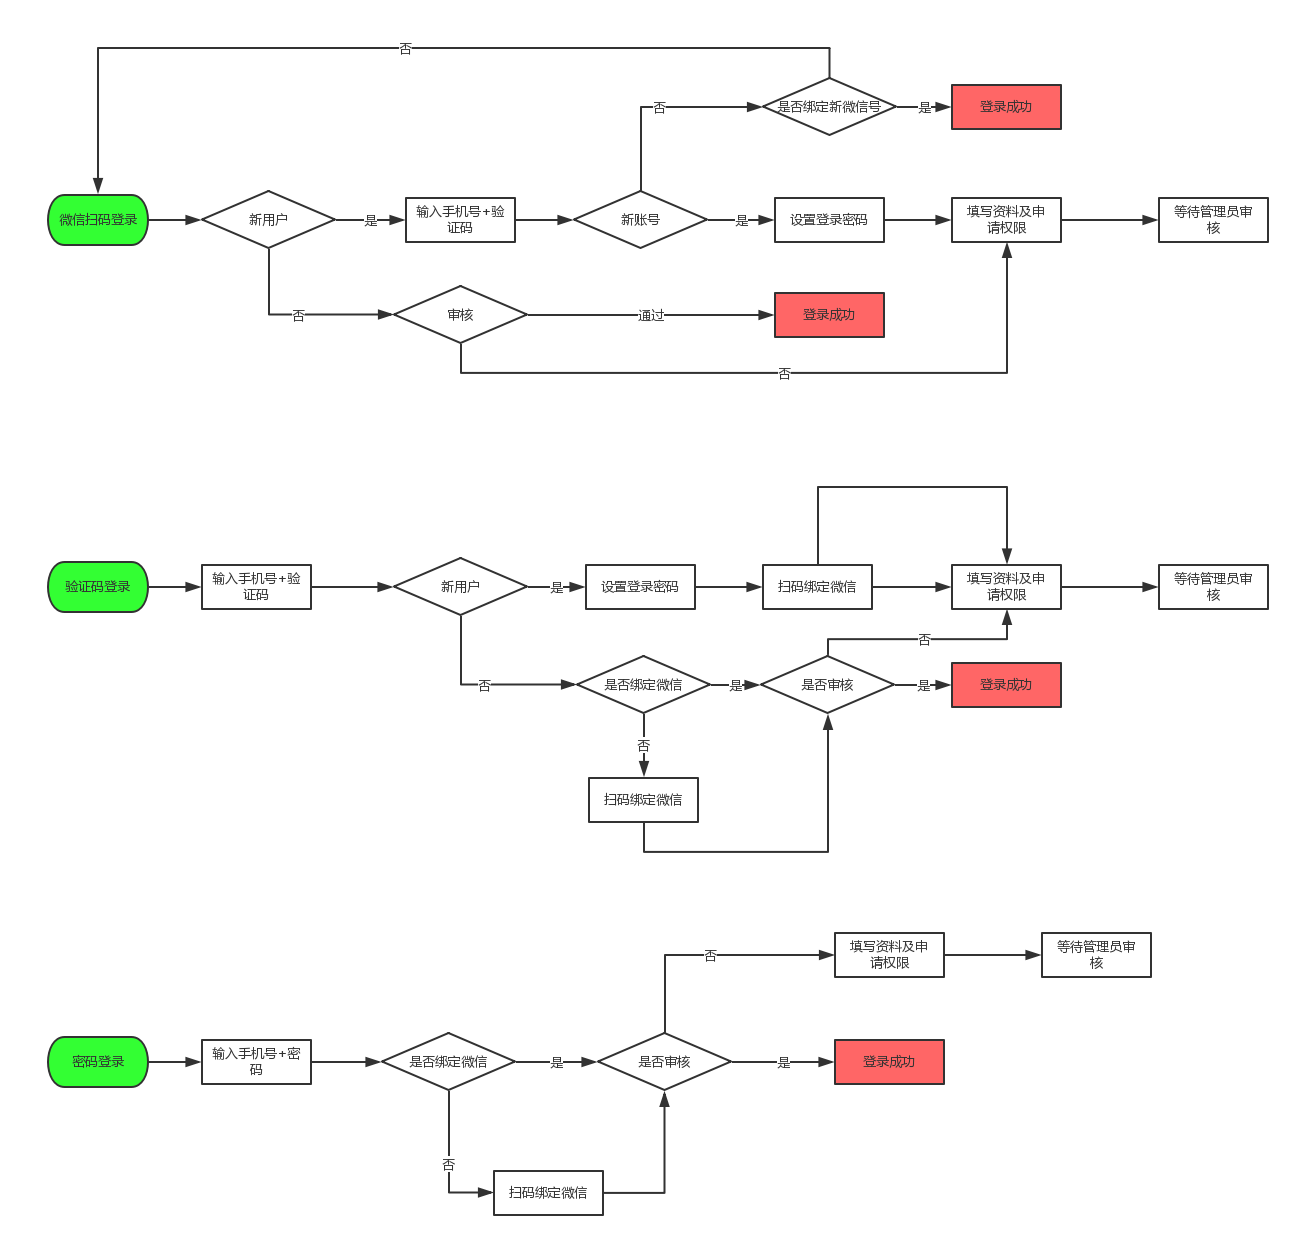 否
是否绑定新微信号
否
是
登录成功
微信扫码登录
新用户
是
输入手机号+验
证码
新账号
是
设置登录密码
填写资料及申
请权限
等待管理员审
核
否
审核
通过
登录成功
否
验证码登录
输入手机号+验
证码
新用户
是
设置登录密码
扫码绑定微信
填写资料及申
请权限
等待管理员审
核
否
否
是否绑定微信
是
是否审核
是
登录成功
否
扫码绑定微信
否
填写资料及申
请权限
等待管理员审
核
密码登录
输入手机号+密
码
是否绑定微信
是
是否审核
是
登录成功
否
扫码绑定微信